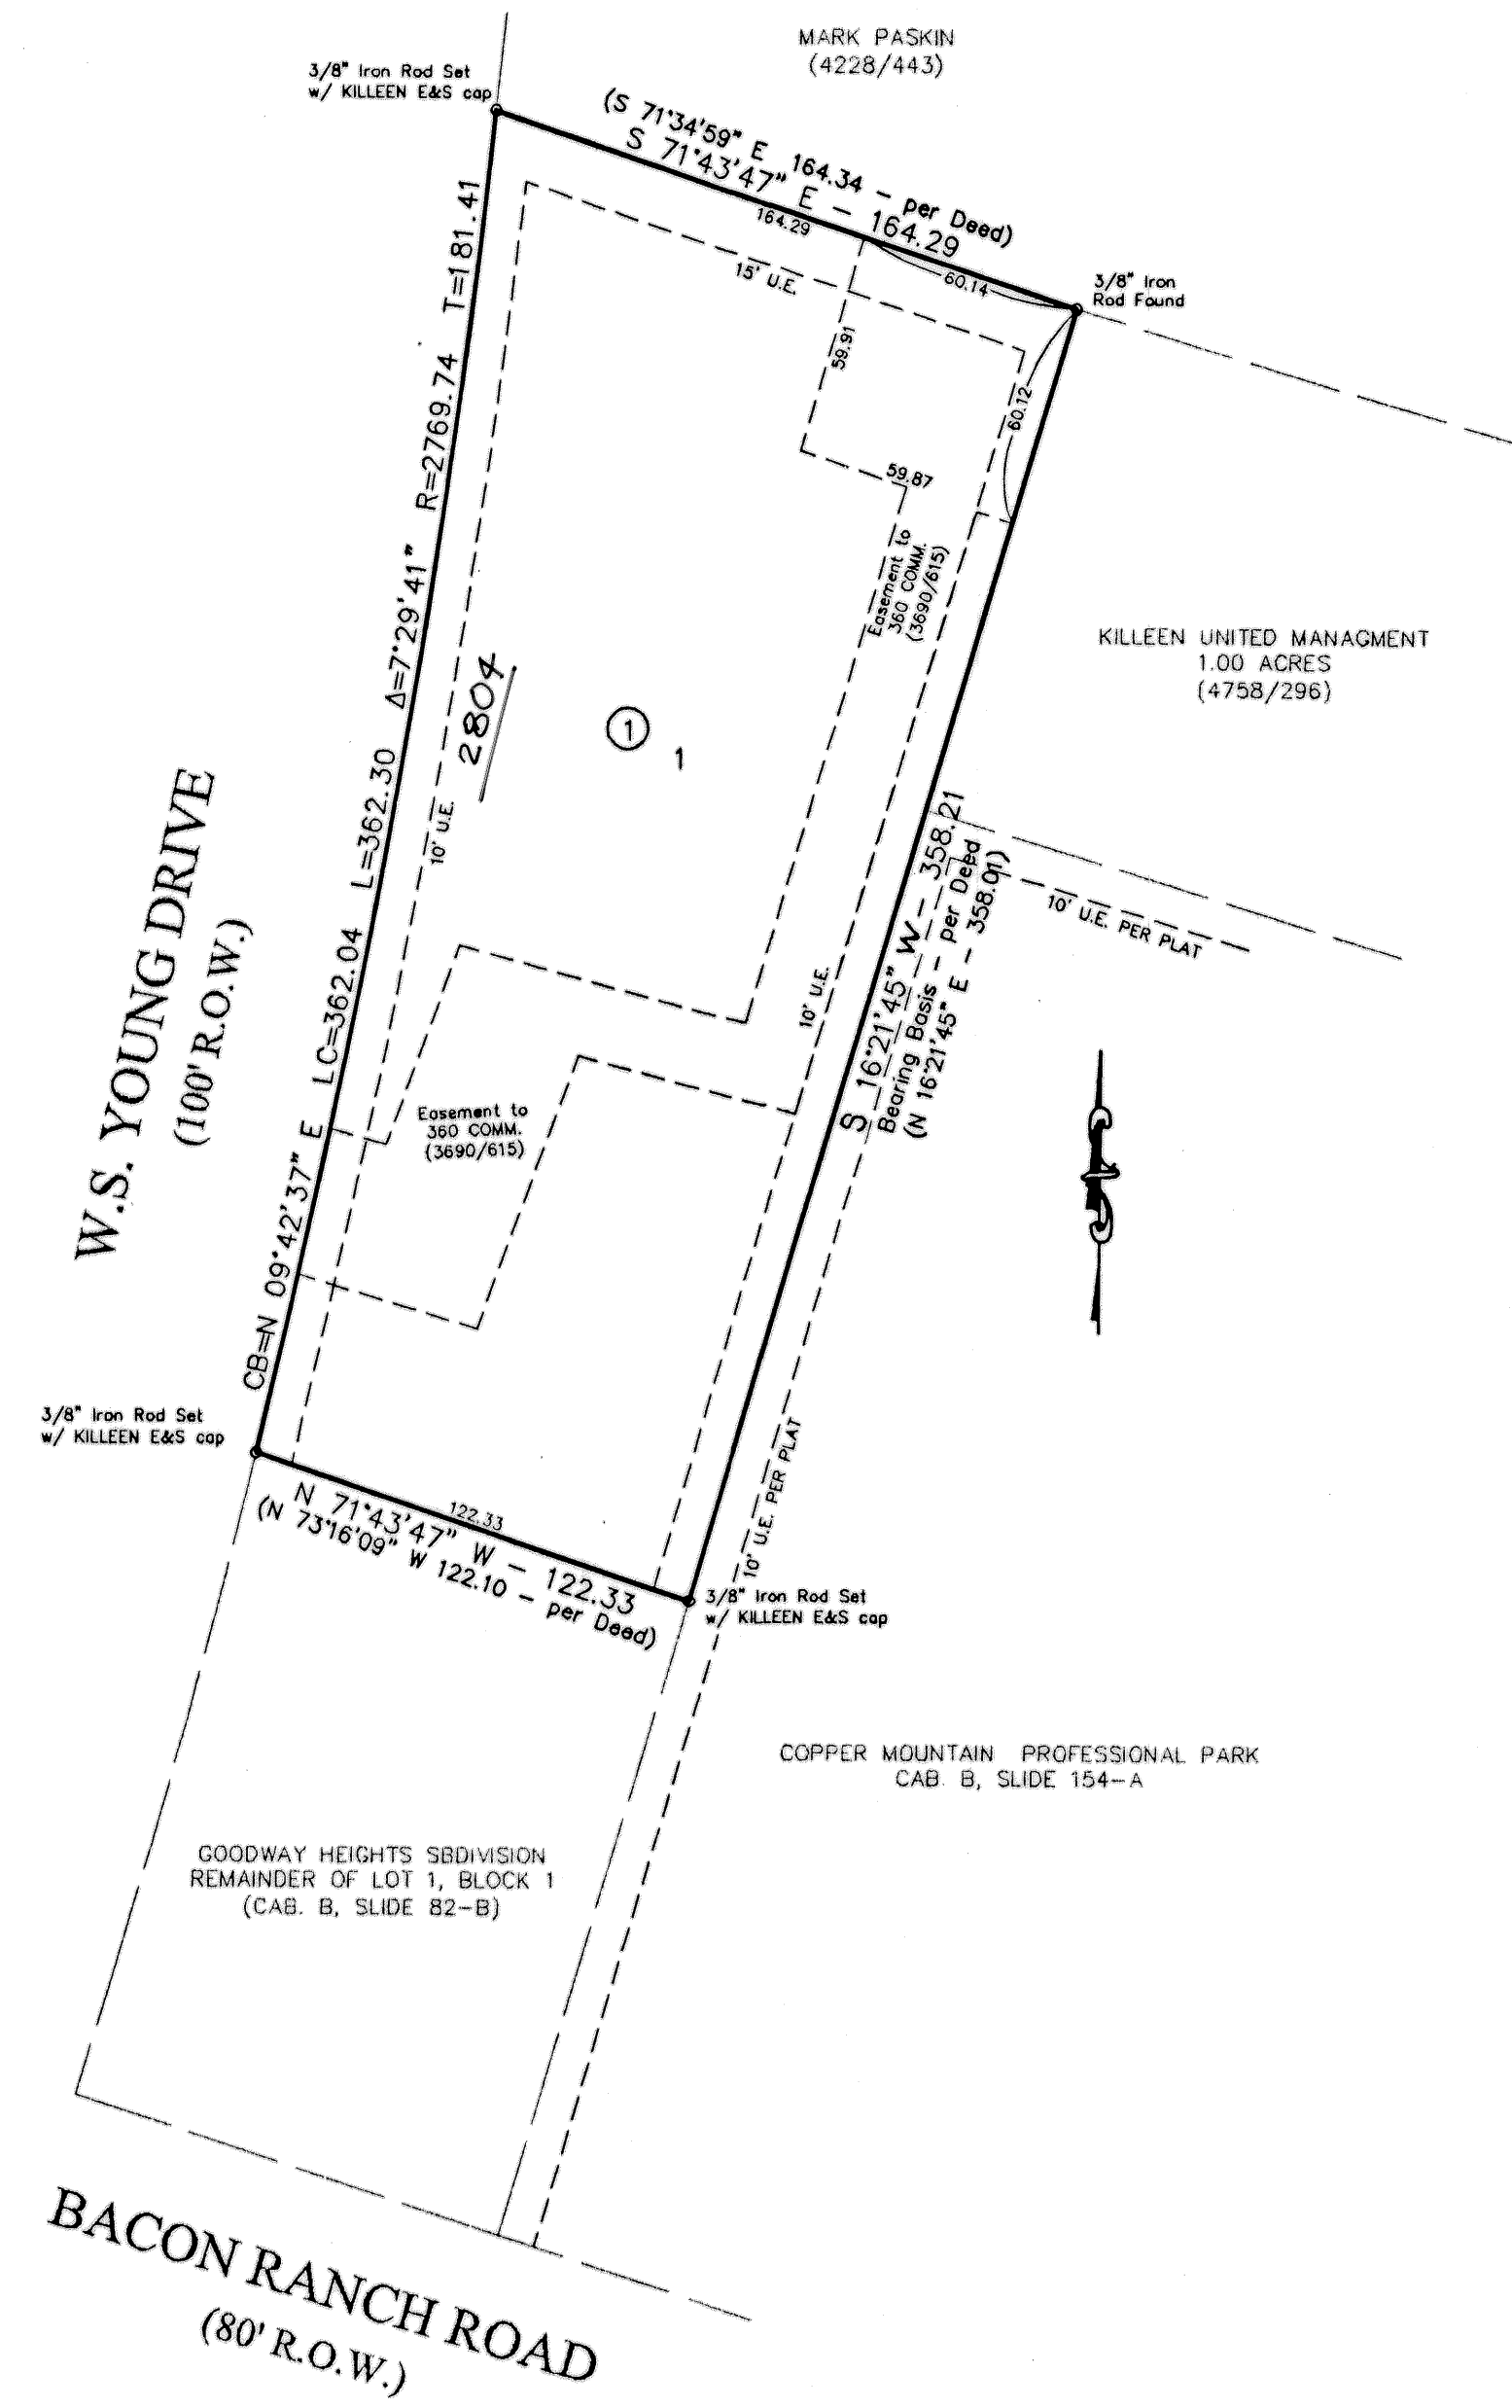 MARK PASKIN
(4228/443)
3/8" Iron Rod Set
w/ KILLEEN E&S cap
(S 71°34'59" E 164.34 - per Deed)
S 71°43'47" E - 164.29
164.29
60.14
3/8" Iron
Rod Found
15' U.E.
59.91
60.12
59.87
Easement to
360 COMM.
(3690/615)
T=181.41
R=2769.74
Δ=7°29'41"
L=362.30
LC=362.04
CB=N 09°42'37" E
2804
1
1
10' U.E.
KILLEEN UNITED MANAGMENT
1.00 ACRES
(4758/296)
W.S. YOUNG DRIVE
(100' R.O.W.)
S 16°21'45" W - 358.21
Bearing Basis - per Deed
(N 16°21'45" E - 358.01)
10' U.E. PER PLAT
10' U.E.
Easement to
360 COMM.
(3690/615)
3/8" Iron Rod Set
w/ KILLEEN E&S cap
122.33
N 71°43'47" W - 122.33
(N 73°16'09" W 122.10 - per Deed)
10' U.E. PER PLAT
3/8" Iron Rod Set
w/ KILLEEN E&S cap
COPPER MOUNTAIN PROFESSIONAL PARK
CAB. B, SLIDE 154-A
GOODWAY HEIGHTS SBDIVISION
REMAINDER OF LOT 1, BLOCK 1
(CAB. B, SLIDE 82-B)
BACON RANCH ROAD
(80' R.O.W.)